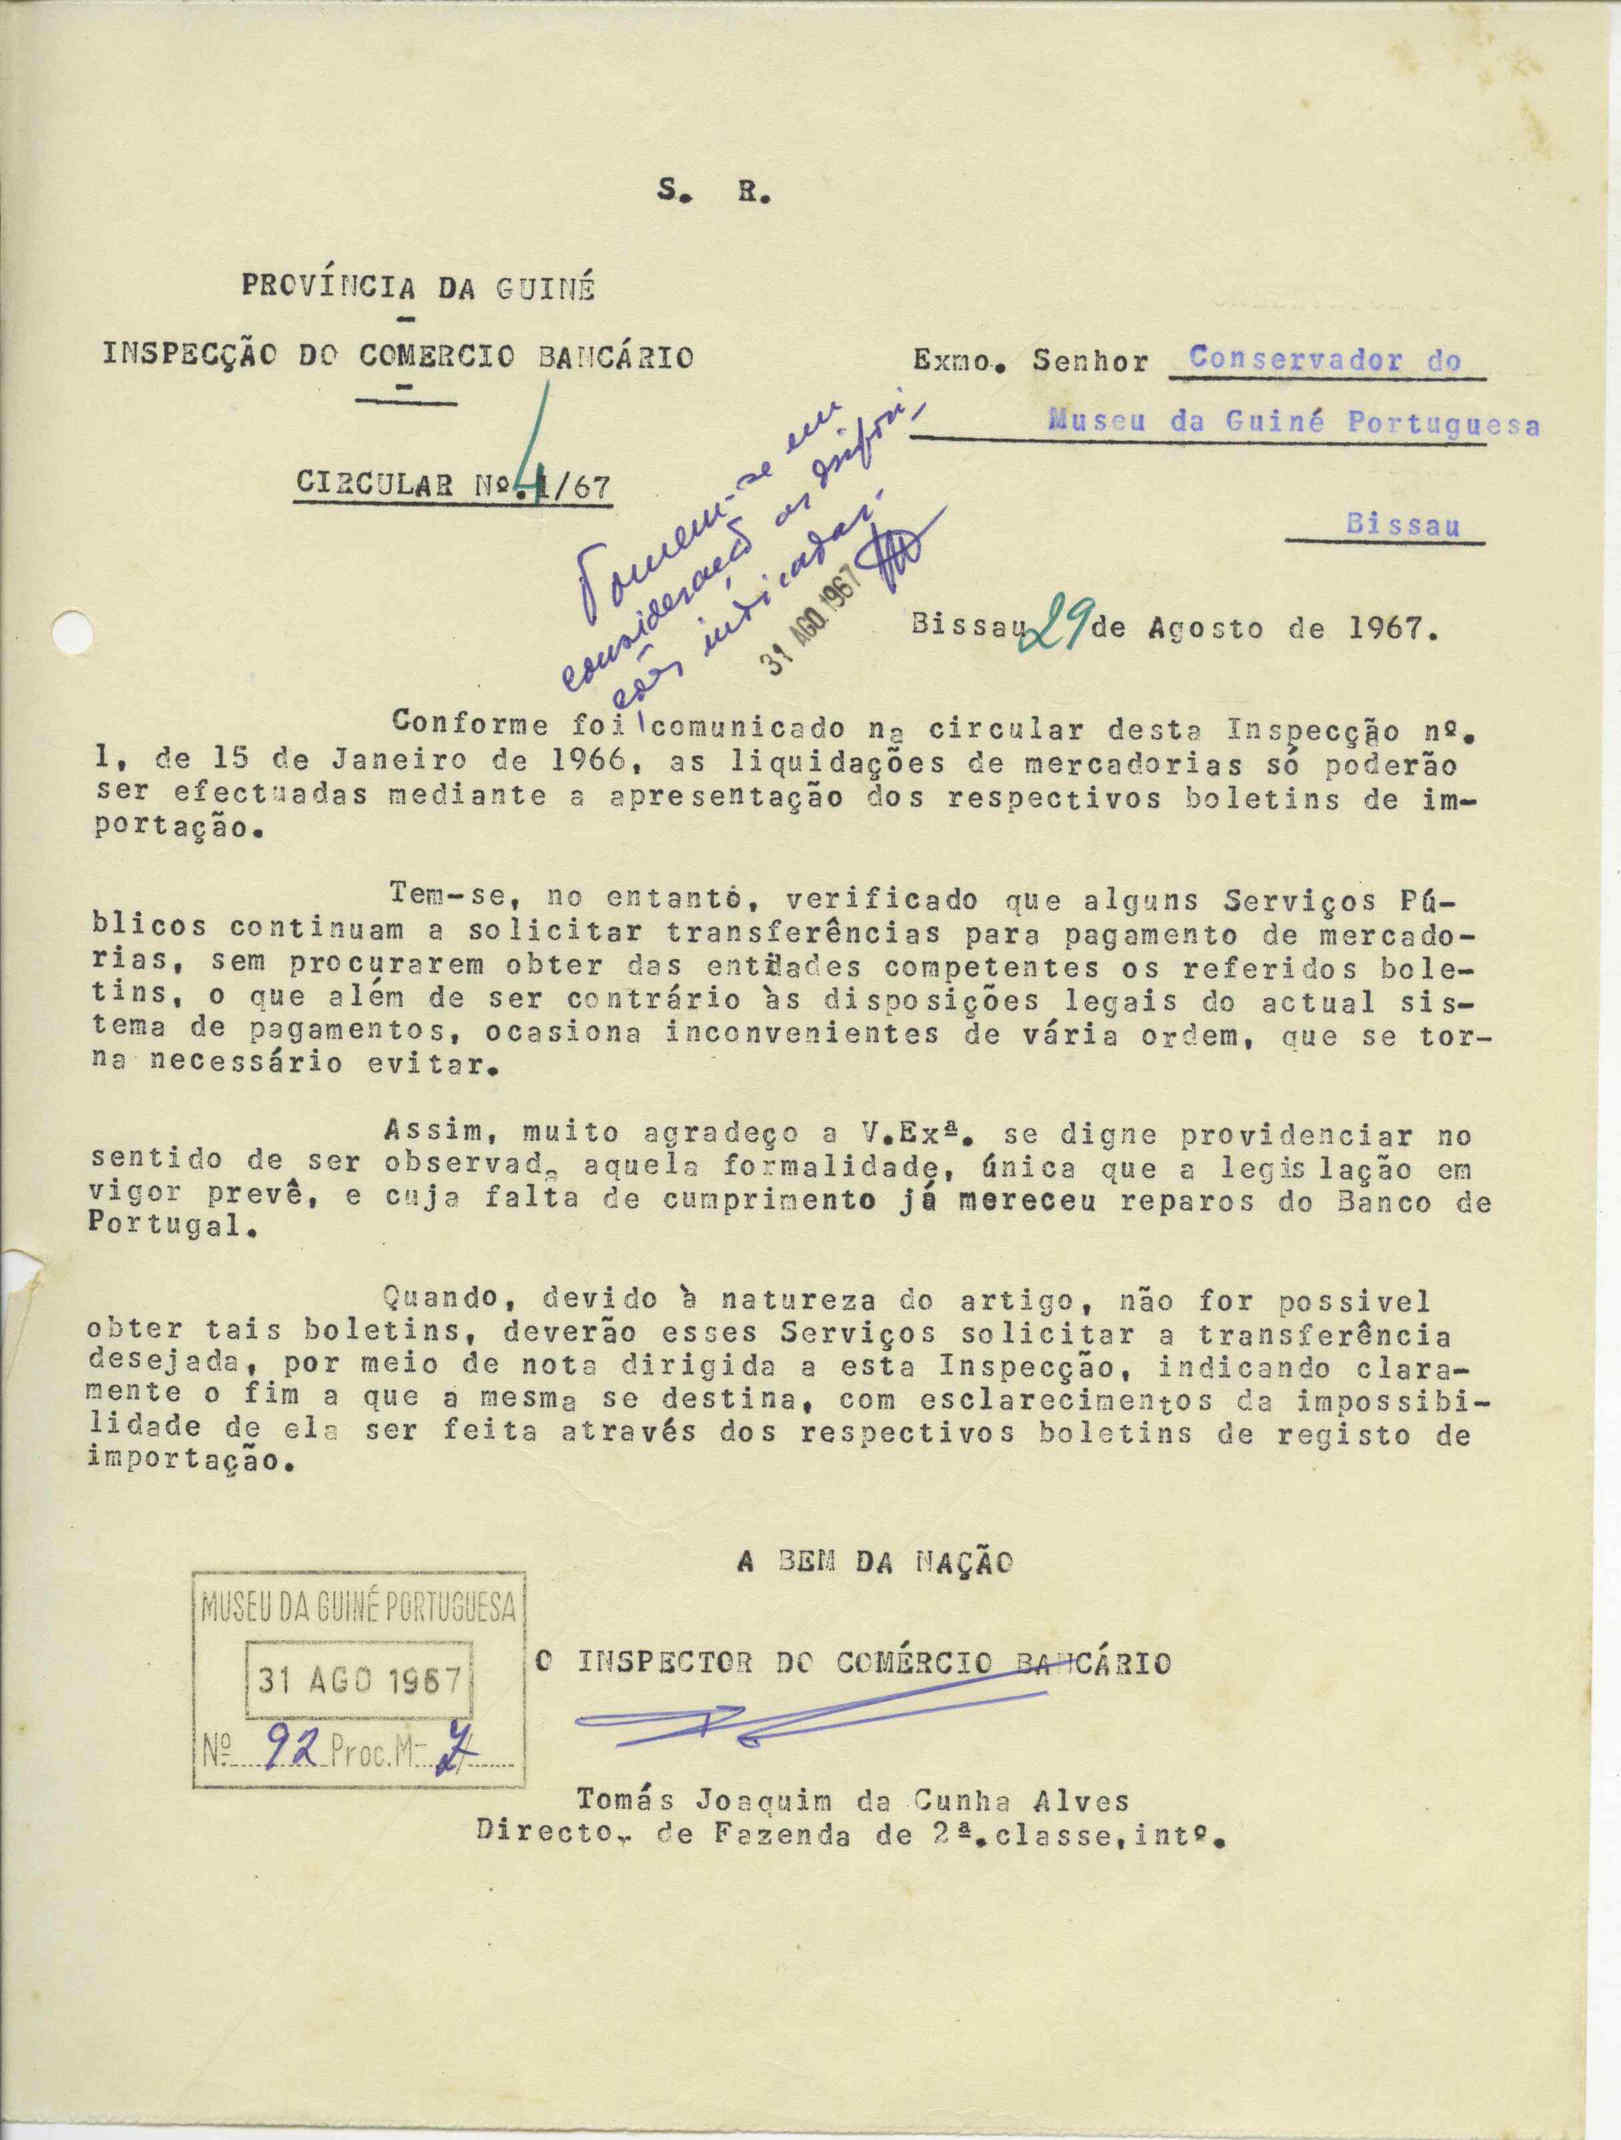 S. R.
PROVÍNCIA DA GUINÉ
-
INSPECÇÃO DO COMERCIO BANCÁRIO
-
CIRCULAR Nº.4/67
Exmo. Senhor Conservador do
Museu da Guiné Portuguesa
Bissau
Tomem-se em
consideração as disposi-
ções indicadas.
31 AGO. 1967
Bissau 29 de Agosto de 1967.
Conforme foi comunicado na circular desta Inspecção nº.
1, de 15 de Janeiro de 1966, as liquidações de mercadorias só poderão
ser efectuadas mediante a apresentação dos respectivos boletins de im-
portação.
Tem-se, no entanto, verificado que alguns Serviços Pú-
blicos continuam a solicitar transferências para pagamento de mercado-
rias, sem procurarem obter das entidades competentes os referidos bole-
tins, o que além de ser contrário às disposições legais do actual sis-
tema de pagamentos, ocasiona inconvenientes de vária ordem, que se tor-
na necessário evitar.
Assim, muito agradeço a V.Exª. se digne providenciar no
sentido de ser observada aquela formalidade, única que a legislação em
vigor prevê, e cuja falta de cumprimento já mereceu reparos do Banco de
Portugal.
Quando, devido à natureza do artigo, não for possivel
obter tais boletins, deverão esses Serviços solicitar a transferência
desejada, por meio de nota dirigida a esta Inspecção, indicando clara-
mente o fim a que a mesma se destina, com esclarecimentos da impossibi-
lidade de ela ser feita através dos respectivos boletins de registo de
importação.
A BEM DA NAÇÃO
O INSPECTOR DO COMÉRCIO BANCÁRIO
Tomás Joaquim da Cunha Alves
Director de Fazenda de 2ª.classe,intº.
MUSEU DA GUINÉ PORTUGUESA
31 AGO 1967
Nº 92 Proc. M-